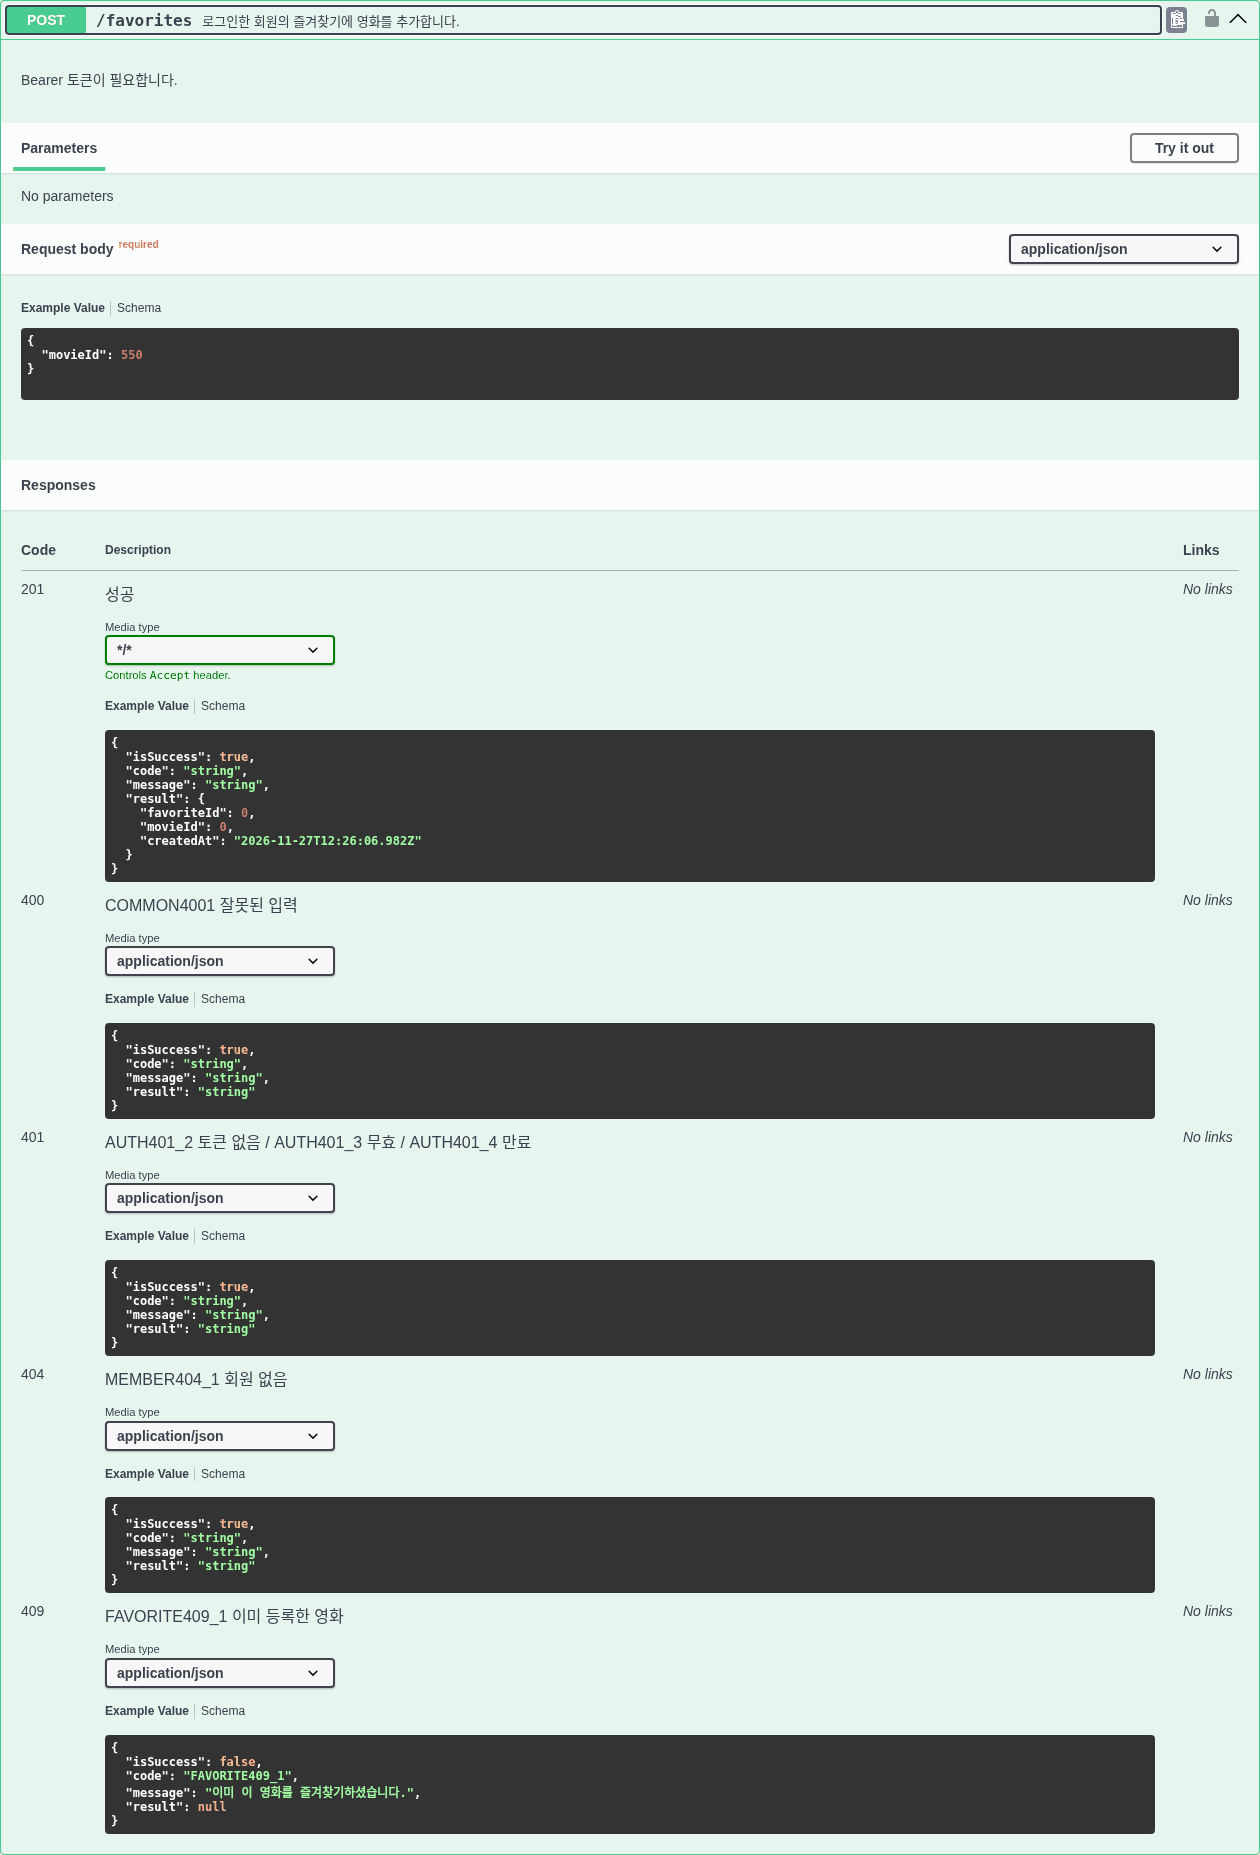 POST /favorites 로그인한 회원의 즐겨찾기에 영화를 추가합니다.
Bearer 토큰이 필요합니다.
Parameters Try it out
No parameters
Request body required application/json
Example Value Schema
{
  "movieId": 550
}
Responses
Code Description Links
201 성공 No links
Media type
*/*
Controls Accept header.
Example Value Schema
{
  "isSuccess": true,
  "code": "string",
  "message": "string",
  "result": {
    "favoriteId": 0,
    "movieId": 0,
    "createdAt": "2026-11-27T12:26:06.982Z"
  }
}
400 COMMON4001 잘못된 입력 No links
Media type
application/json
Example Value Schema
{
  "isSuccess": true,
  "code": "string",
  "message": "string",
  "result": "string"
}
401 AUTH401_2 토큰 없음 / AUTH401_3 무효 / AUTH401_4 만료 No links
Media type
application/json
Example Value Schema
{
  "isSuccess": true,
  "code": "string",
  "message": "string",
  "result": "string"
}
404 MEMBER404_1 회원 없음 No links
Media type
application/json
Example Value Schema
{
  "isSuccess": true,
  "code": "string",
  "message": "string",
  "result": "string"
}
409 FAVORITE409_1 이미 등록한 영화 No links
Media type
application/json
Example Value Schema
{
  "isSuccess": false,
  "code": "FAVORITE409_1",
  "message": "이미 이 영화를 즐겨찾기하셨습니다.",
  "result": null
}